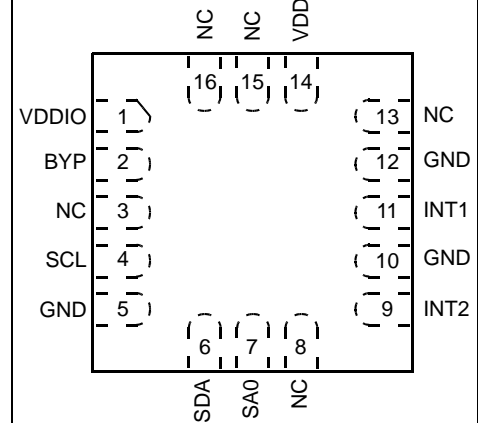 NC NC VDD
16 15 14
VDDIO 1 13 NC
BYP 2 12 GND
NC 3 11 INT1
SCL 4 10 GND
GND 5 9 INT2
6 7 8
SDA SA0 NC